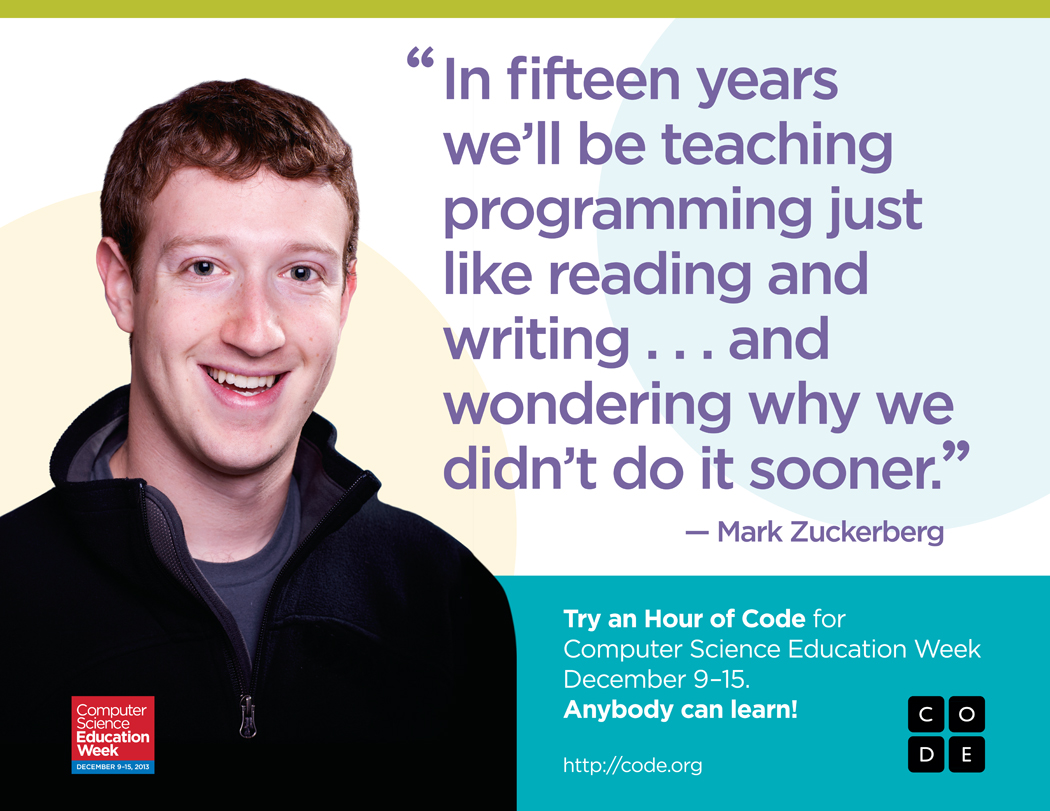 “In fifteen years
we’ll be teaching
programming just
like reading and
writing . . . and
wondering why we
didn’t do it sooner.”
— Mark Zuckerberg
Try an Hour of Code for
Computer Science Education Week
December 9–15.
Anybody can learn!
http://code.org
C O
D E
Computer
Science
Education
Week
DECEMBER 9–15, 2013